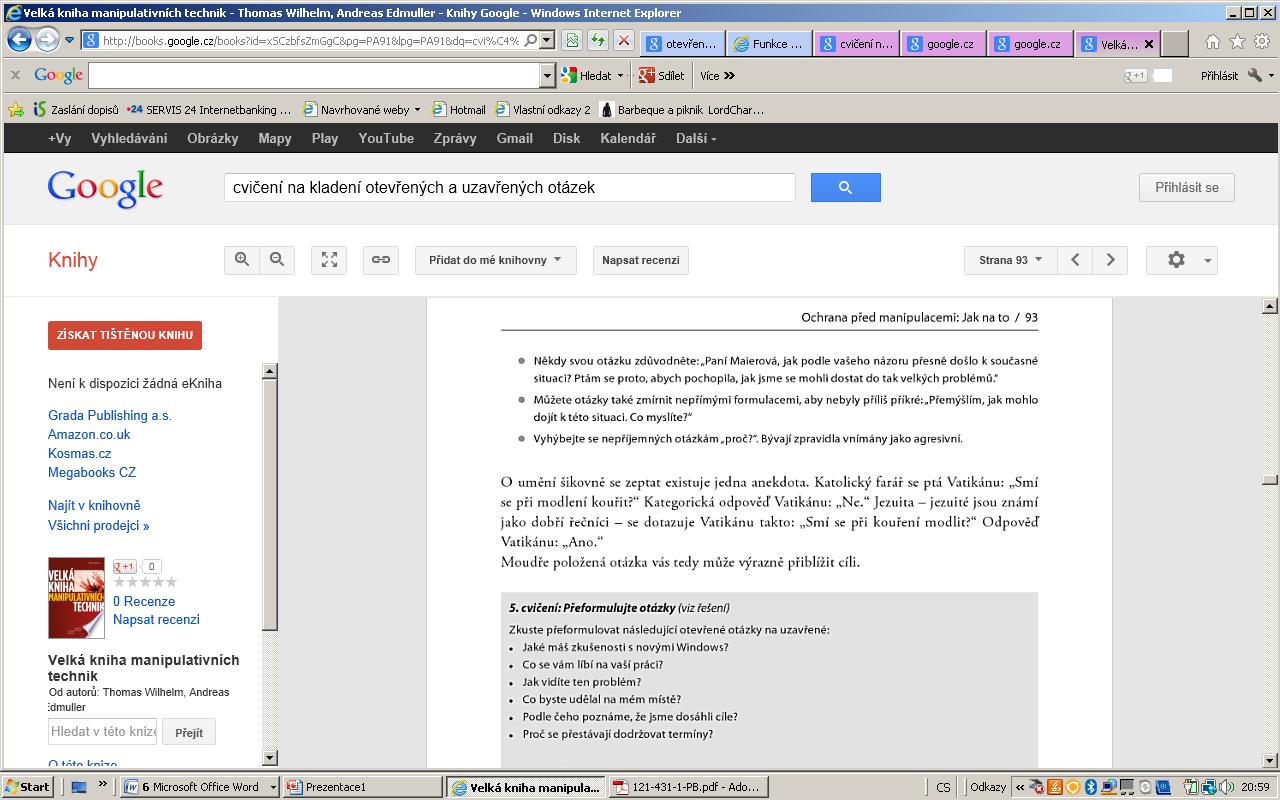 Velká kniha manipulativních technik - Thomas Wilhelm, Andreas Edmuller - Knihy Google - Windows Internet Explorer
http://books.google.cz/books?id=xSCzbfsZmGgC&pg=PA91&lpg=PA91&dq=cvi%C4%
otevřen...
Funkce ...
cvičení n...
google.cz
google.cz
Velká...
x Google
Hledat
Sdílet
Více »
+1
Přihlásit
Zaslání dopisů
SERVIS 24 Internetbanking ...
Navrhované weby
Hotmail
Vlastní odkazy 2
Barbeque a piknik LordChar...
+Vy Vyhledávání Obrázky Mapy Play YouTube Zprávy Gmail Disk Kalendář Další
Google
cvičení na kladení otevřených a uzavřených otázek
Přihlásit se
Knihy
Přidat do mé knihovny
Napsat recenzi
Strana 93
ZÍSKAT TIŠTĚNOU KNIHU
Není k dispozici žádná eKniha
Grada Publishing a.s.
Amazon.co.uk
Kosmas.cz
Megabooks CZ
Najít v knihovně
Všichni prodejci »
VELKÁ
KNIHA
MANIPULATIVNÍCH
TECHNIK
+1 0
0 Recenze
Napsat recenzi
Velká kniha manipulativních
technik
Od autorů: Thomas Wilhelm, Andreas
Edmuller
Hledat v této knize
Přejít
O této knize
Ochrana před manipulacemi: Jak na to / 93
• Někdy svou otázku zdůvodněte: „Paní Maierová, jak podle vašeho názoru přesně došlo k současné
situaci? Ptám se proto, abych pochopila, jak jsme se mohli dostat do tak velkých problémů.“
• Můžete otázky také zmírnit nepřímými formulacemi, aby nebyly příliš příkré: „Přemýšlím, jak mohlo
dojít k této situaci. Co myslíte?“
• Vyhýbejte se nepříjemných otázkám „proč?“. Bývají zpravidla vnímány jako agresivní.
O umění šikovně se zeptat existuje jedna anekdota. Katolický farář se ptá Vatikánu: „Smí
se při modlení kouřit?“ Kategorická odpověď Vatikánu: „Ne.“ Jezuita – jezuité jsou známí
jako dobří řečníci – se dotazuje Vatikánu takto: „Smí se při kouření modlit?“ Odpověď
Vatikánu: „Ano.“
Moudře položená otázka vás tedy může výrazně přiblížit cíli.
5. cvičení: Přeformulujte otázky (viz řešení)
Zkuste přeformulovat následující otevřené otázky na uzavřené:
• Jaké máš zkušenosti s novými Windows?
• Co se vám líbí na vaší práci?
• Jak vidíte ten problém?
• Co byste udělal na mém místě?
• Podle čeho poznáme, že jsme dosáhli cíle?
• Proč se přestávají dodržovat termíny?
Start
»
6 Microsoft Office Word
Prezentace1
Velká kniha manipula...
121-431-1-PB.pdf - Ado...
CS
Odkazy
«
20:59